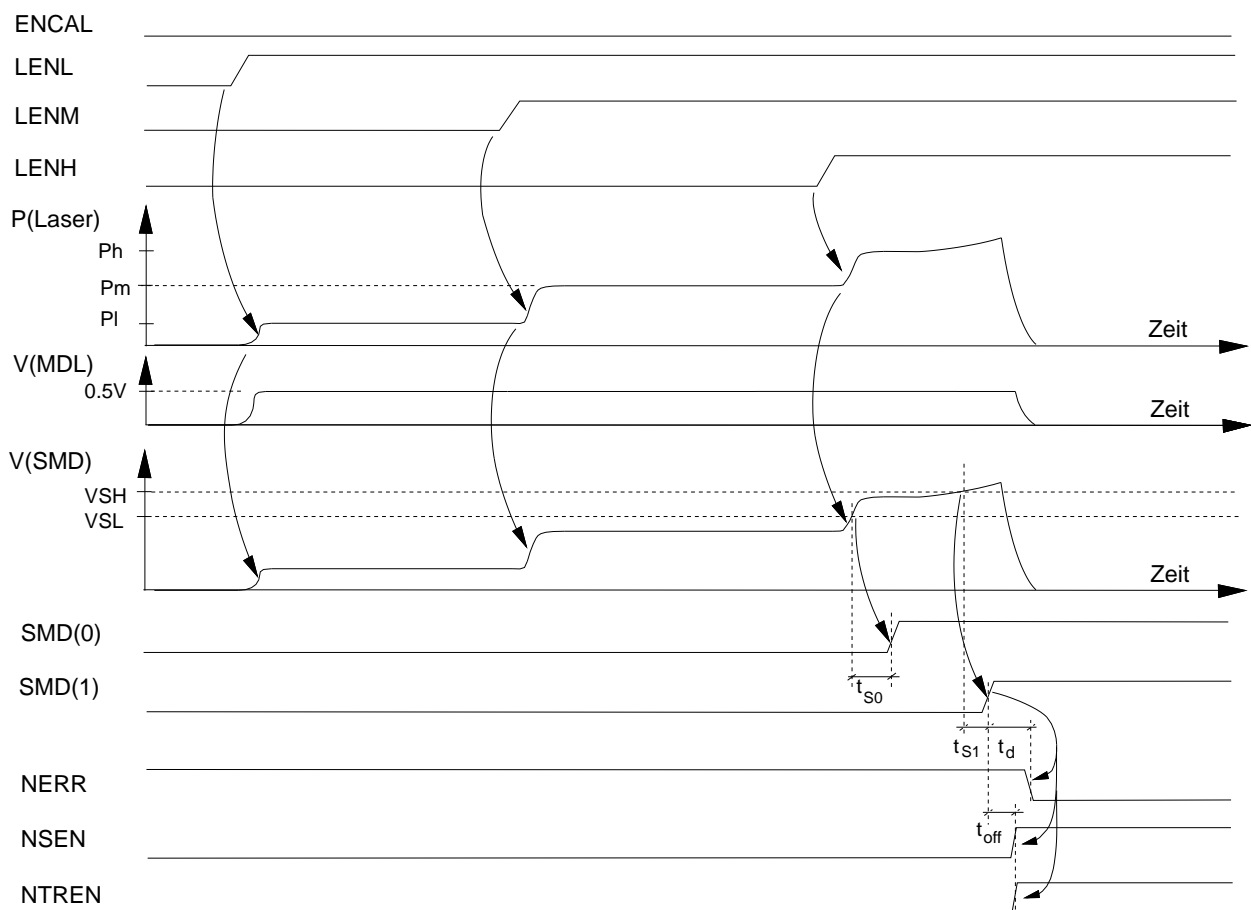 ENCAL
LENL
LENM
LENH
P(Laser)
Ph
Pm
Pl
Zeit
V(MDL)
0.5V
Zeit
V(SMD)
VSH
VSL
Zeit
SMD(0)
tS0
SMD(1)
tS1 td
NERR
toff
NSEN
NTREN